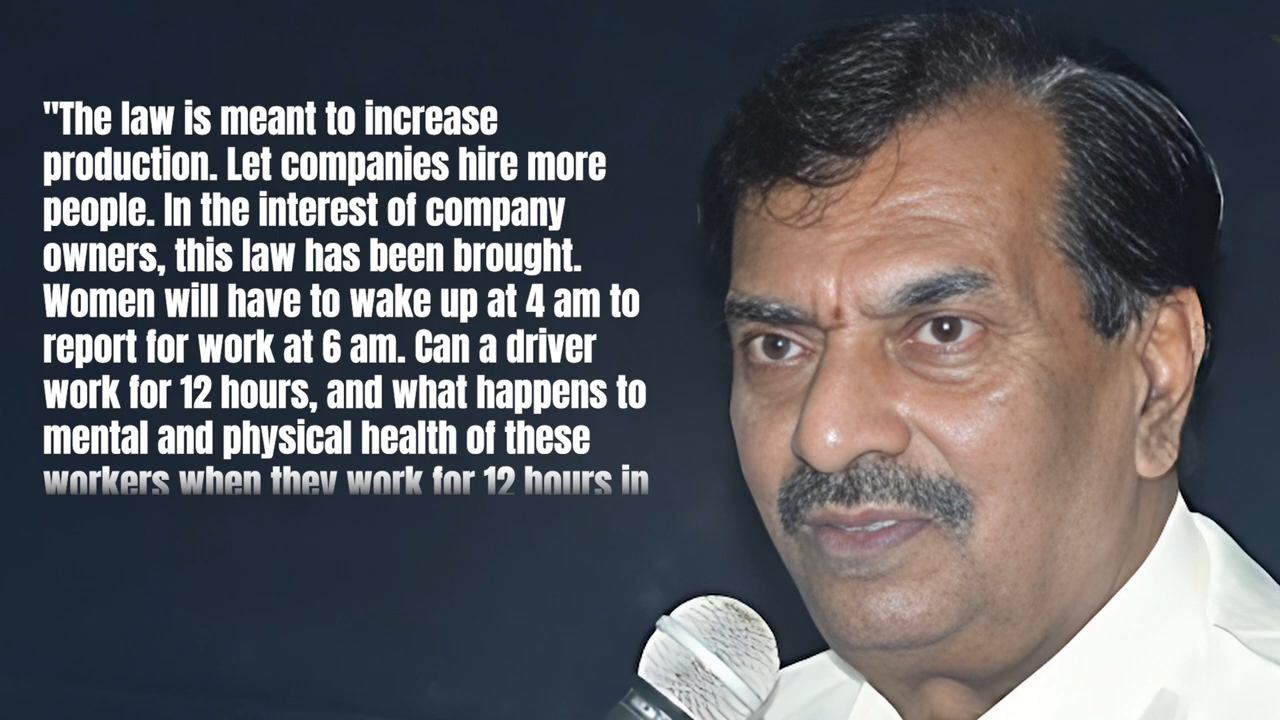 "The law is meant to increase
production. Let companies hire more
people. In the interest of company
owners, this law has been brought.
Women will have to wake up at 4 am to
report for work at 6 am. Can a driver
work for 12 hours, and what happens to
mental and physical health of these
workers when they work for 12 hours in